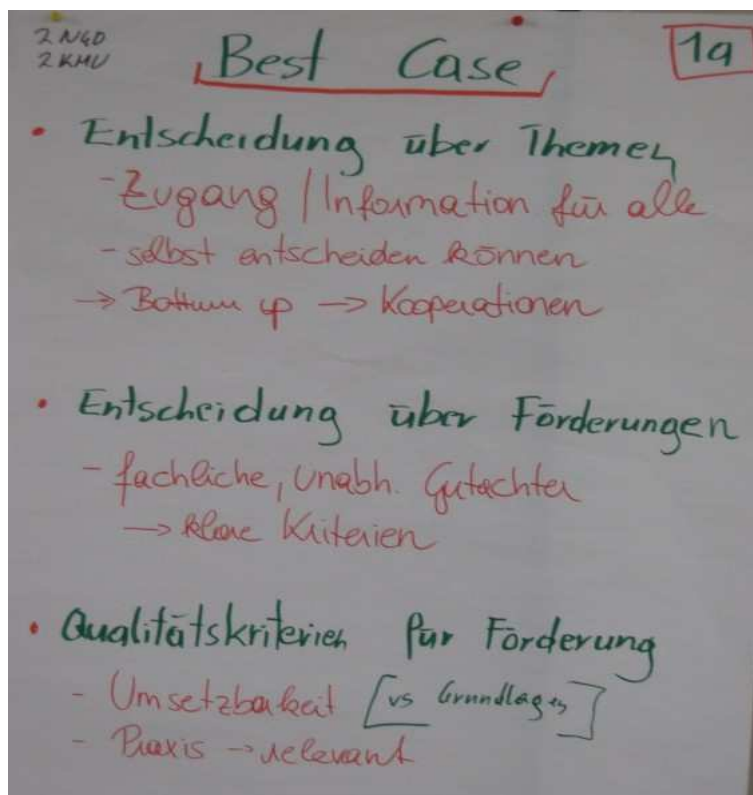 2 NGO
2 KMU
Best Case
1a
• Entscheidung über Themen
- Zugang / Information für alle
- selbst entscheiden können
→ Bottum up → Kooperationen
• Entscheidung über Förderungen
- fachliche, unabh. Gutachter
→ klare Kriterien
• Qualitätskriterien für Förderung
- Umsetzbarkeit [vs Grundlagen]
- Praxis → relevant